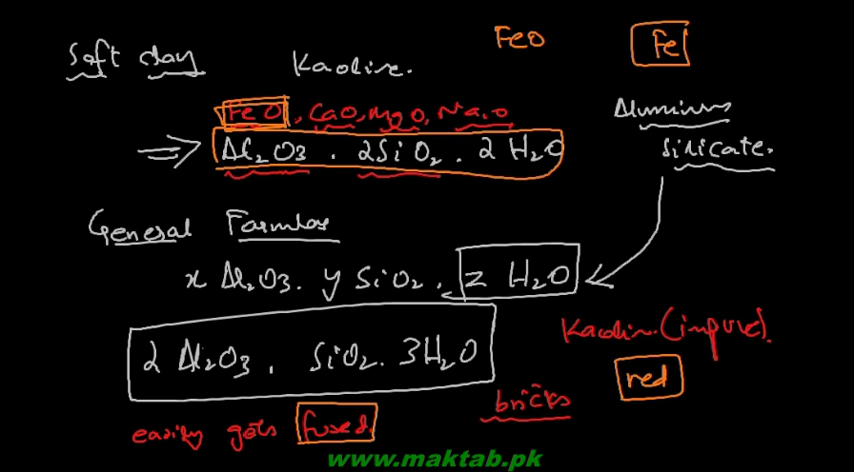 Soft clay Kaoline. FeO Fe
FeO, CaO, MgO, Na2O Aluminium
⇒ Al2O3 . 2SiO2 . 2 H2O Silicate.
General Formulas
x Al2O3 . y SiO2 . z H2O
Kaolin. (impure).
2 Al2O3 . SiO2 . 3H2O
red
bricks
easily gets fused.
www.maktab.pk